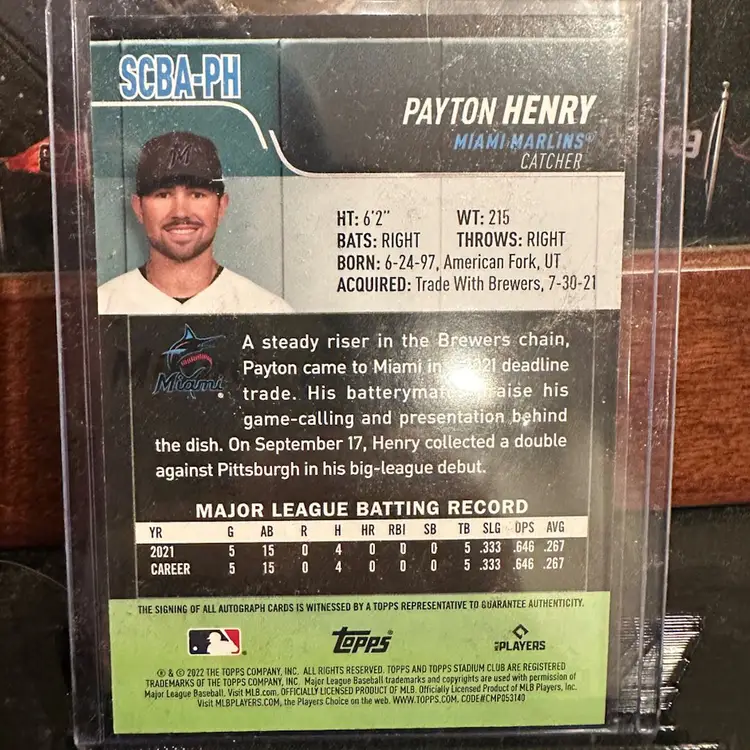 SCBA-PH
PAYTON HENRY
MIAMI MARLINS®
CATCHER
HT: 6'2" WT: 215
BATS: RIGHT THROWS: RIGHT
BORN: 6-24-97, American Fork, UT
ACQUIRED: Trade With Brewers, 7-30-21
A steady riser in the Brewers chain,
Payton came to Miami in 21 deadline
trade. His batterymat aise his
game-calling and presentation behind
the dish. On September 17, Henry collected a double
against Pittsburgh in his big-league debut.
Miami®
MAJOR LEAGUE BATTING RECORD
YR G AB R H HR RBI SB TB SLG OPS AVG
2021 5 15 0 4 0 0 0 5 .333 .646 .267
CAREER 5 15 0 4 0 0 0 5 .333 .646 .267
THE SIGNING OF ALL AUTOGRAPH CARDS IS WITNESSED BY A TOPPS REPRESENTATIVE TO GUARANTEE AUTHENTICITY.
topps®
MLB PLAYERS
® & © 2022 THE TOPPS COMPANY, INC. ALL RIGHTS RESERVED. TOPPS AND TOPPS STADIUM CLUB ARE REGISTERED
TRADEMARKS OF THE TOPPS COMPANY, INC. Major League Baseball trademarks and copyrights are used with permission of
Major League Baseball. Visit MLB.com. OFFICIALLY LICENSED PRODUCT OF MLB. Officially Licensed Product of MLB Players, Inc.
Visit MLBPLAYERS.COM, the Players Choice on the web. WWW.TOPPS.COM. CODE#CMP053140